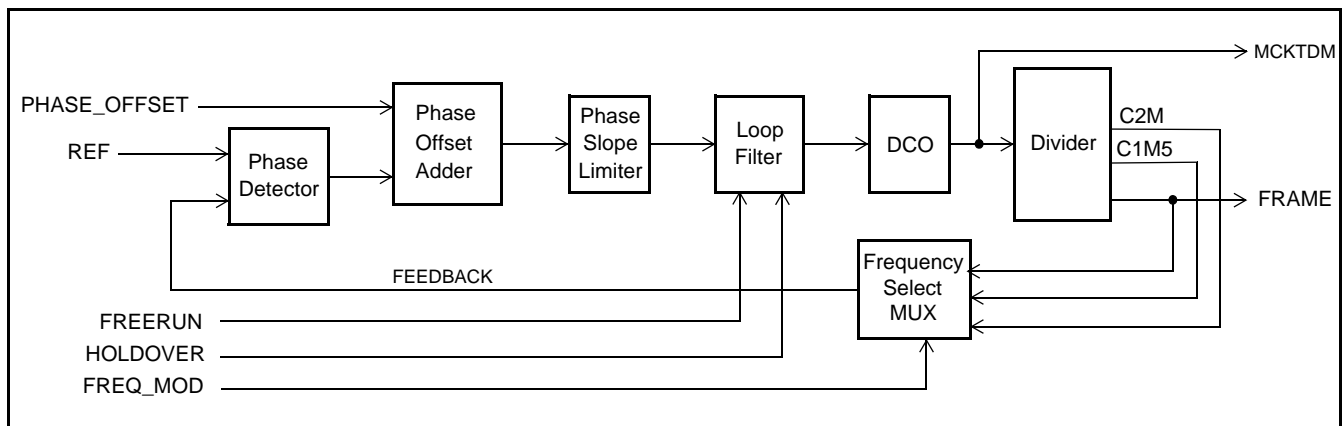 MCKTDM
PHASE_OFFSET
REF
Phase
Detector
Phase
Offset
Adder
Phase
Slope
Limiter
Loop
Filter
DCO
Divider
C2M
C1M5
FRAME
FEEDBACK
Frequency
Select
MUX
FREERUN
HOLDOVER
FREQ_MOD